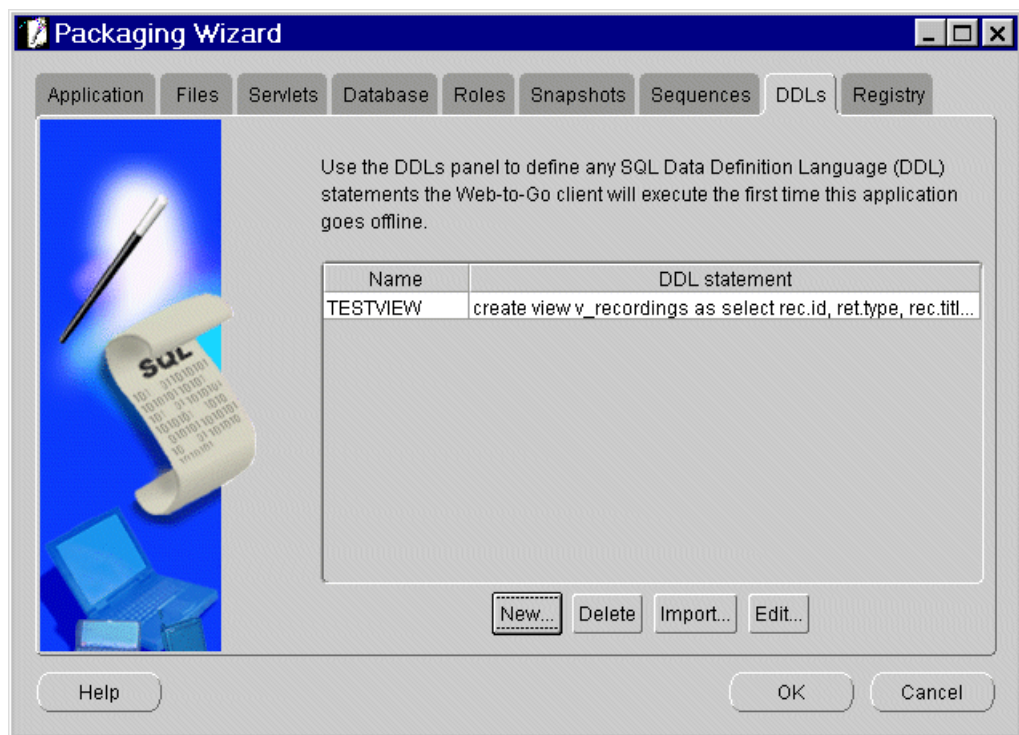 Packaging Wizard
Application Files Servlets Database Roles Snapshots Sequences DDLs Registry
Use the DDLs panel to define any SQL Data Definition Language (DDL)
statements the Web-to-Go client will execute the first time this application
goes offline.
Name DDL statement
TESTVIEW create view v_recordings as select rec.id, ret.type, rec.titl...
SQL
New... Delete Import... Edit...
Help OK Cancel